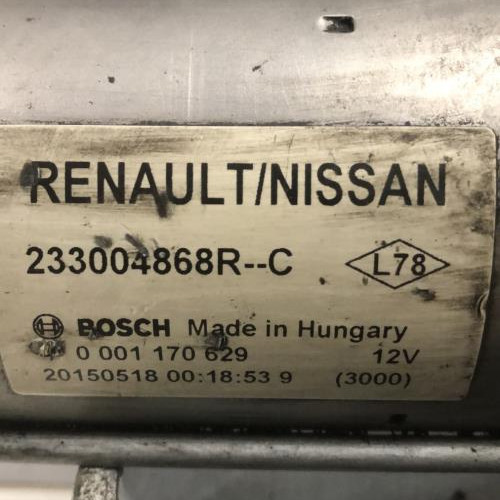 RENAULT/NISSAN
233004868R--C L78
BOSCH Made in Hungary
0 001 170 629 12V
20150518 00:18:53 9 (3000)